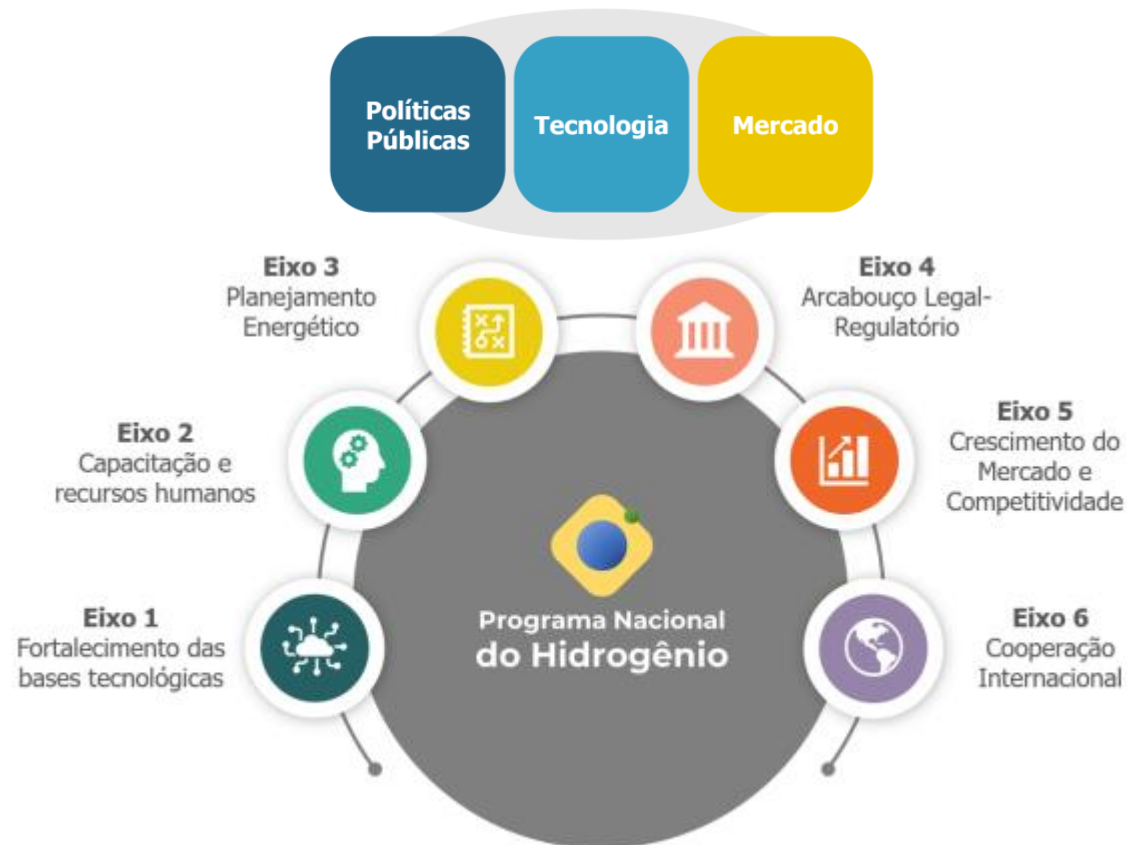 Políticas
Públicas
Tecnologia
Mercado
Eixo 3
Planejamento
Energético
Eixo 4
Arcabouço Legal-
Regulatório
Eixo 2
Capacitação e
recursos humanos
Eixo 5
Crescimento do
Mercado e
Competitividade
Programa Nacional
do Hidrogênio
Eixo 1
Fortalecimento das
bases tecnológicas
Eixo 6
Cooperação
Internacional